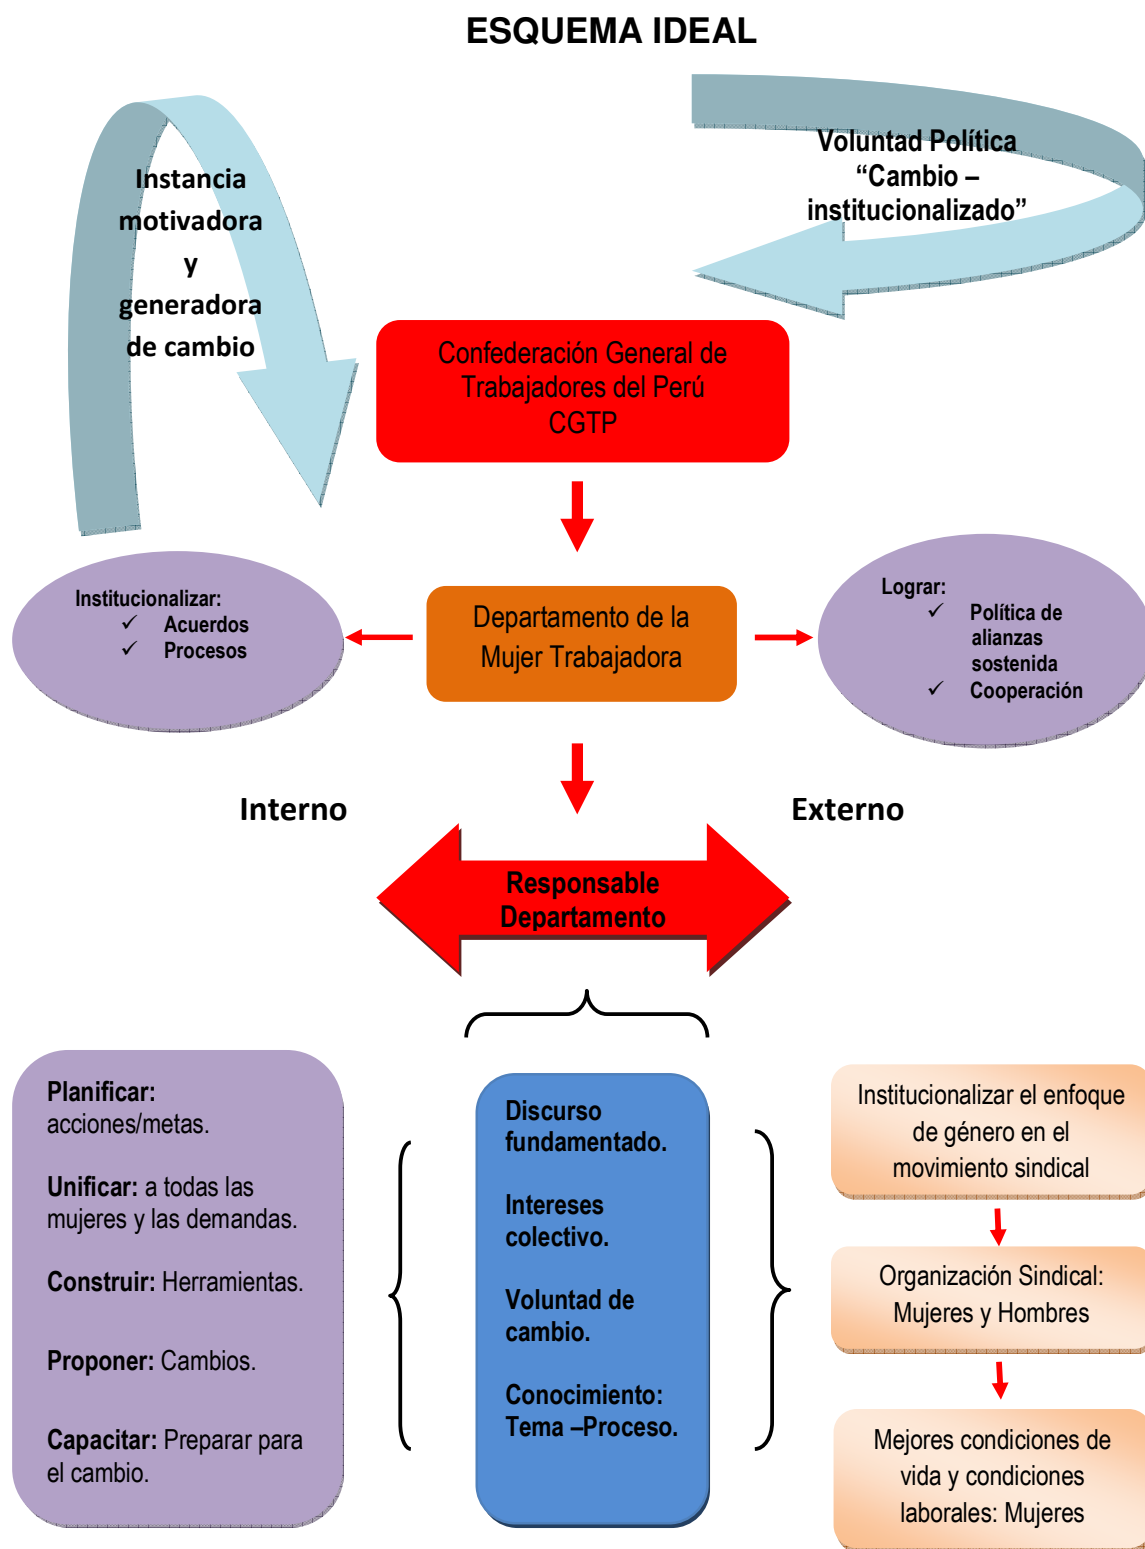 ESQUEMA IDEAL
Instancia
motivadora
y
generadora
de cambio
Voluntad Política
“Cambio –
institucionalizado”
Confederación General de
Trabajadores del Perú
CGTP
Institucionalizar:
✓ Acuerdos
✓ Procesos
Departamento de la
Mujer Trabajadora
Lograr:
✓ Política de
alianzas
sostenida
✓ Cooperación
Interno
Externo
Responsable
Departamento
Planificar:
acciones/metas.
Unificar: a todas las
mujeres y las demandas.
Construir: Herramientas.
Proponer: Cambios.
Capacitar: Preparar para
el cambio.
Discurso
fundamentado.
Intereses
colectivo.
Voluntad de
cambio.
Conocimiento:
Tema –Proceso.
Institucionalizar el enfoque
de género en el
movimiento sindical
Organización Sindical:
Mujeres y Hombres
Mejores condiciones de
vida y condiciones
laborales: Mujeres